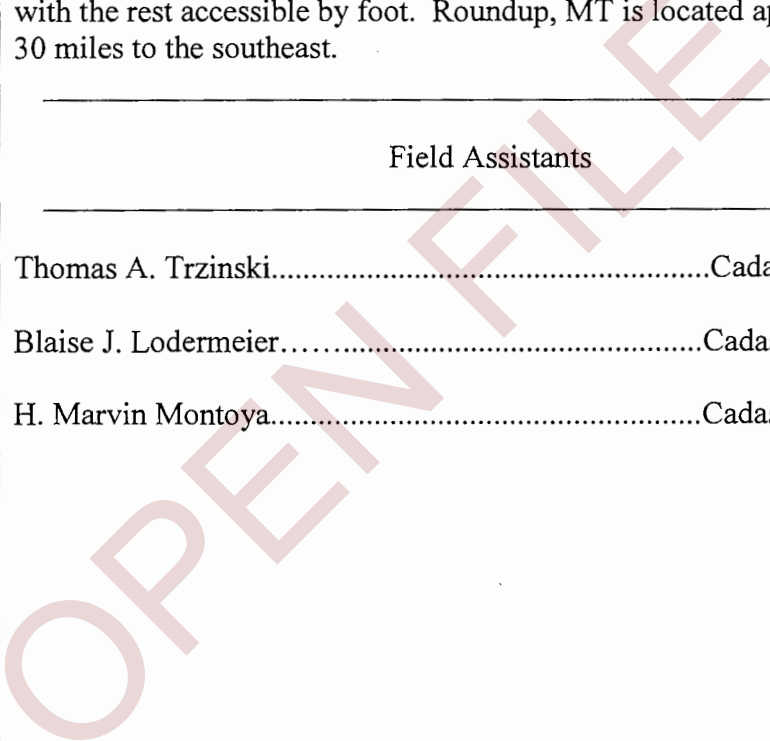 with the rest accessible by foot. Roundup, MT is located
30 miles to the southeast.
Field Assistants
Thomas A. Trzinski........................................................Cada
Blaise J. Lodermeier......................................................Cada
H. Marvin Montoya.......................................................Cada
OPEN FILE